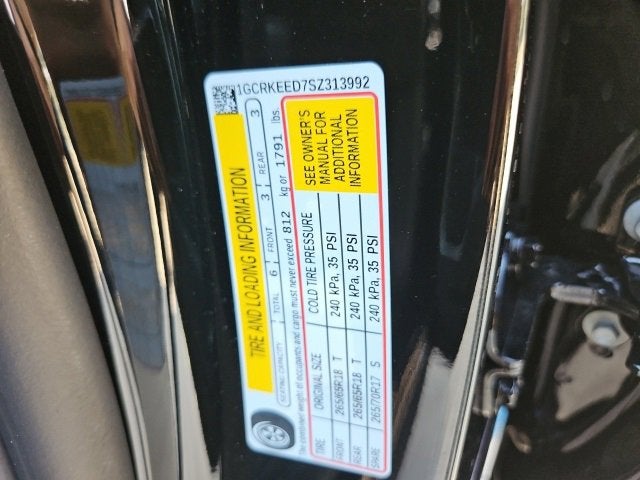 1GCRKEED7SZ313992
TIRE AND LOADING INFORMATION
SEATING CAPACITY TOTAL 6 FRONT 3 REAR 3
The combined weight of occupants and cargo must never exceed 812 kg or 1791 lbs.
TIRE ORIGINAL SIZE COLD TIRE PRESSURE
FRONT 265/65R18 T 240 kPa, 35 PSI
REAR 265/65R18 T 240 kPa, 35 PSI
SPARE 265/70R17 S 240 kPa, 35 PSI
SEE OWNER'S
MANUAL FOR
ADDITIONAL
INFORMATION